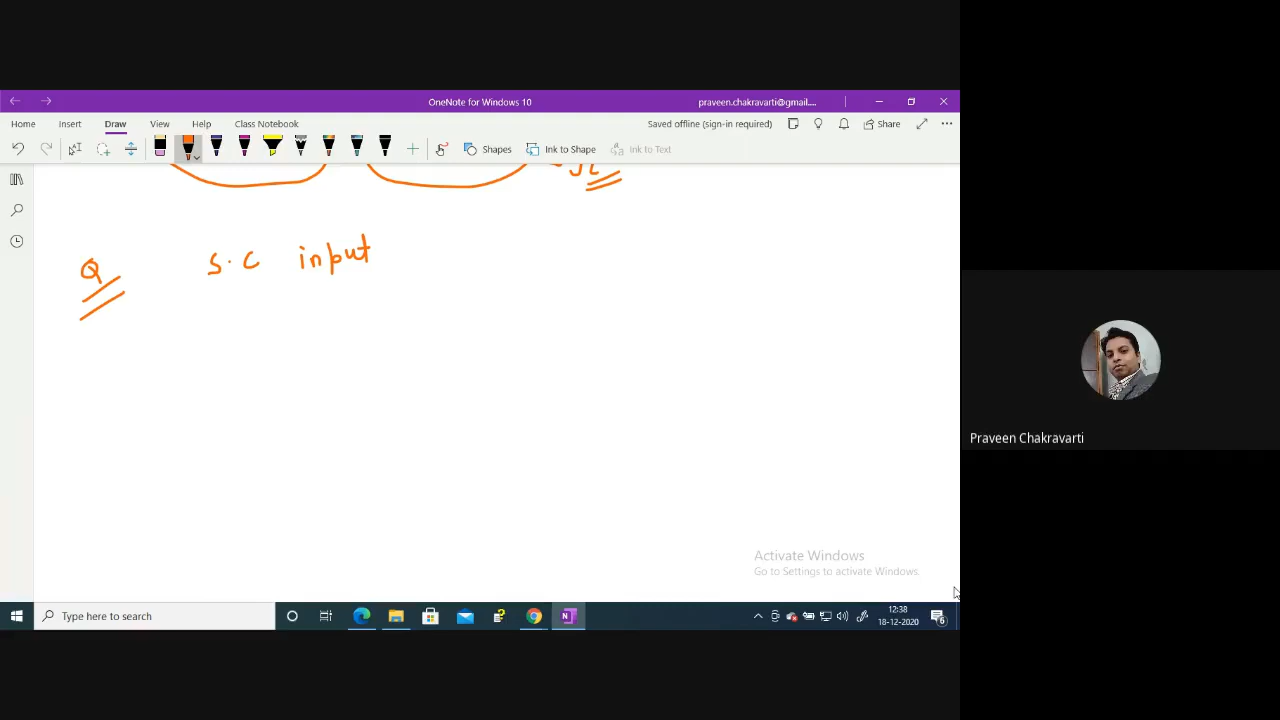 OneNote for Windows 10 praveen.chakravarti@gmail....
Home Insert Draw View Help Class Notebook Saved offline (sign-in required) Share
Shapes Ink to Shape Ink to Text
Q S.C input
Praveen Chakravarti
Activate Windows
Go to Settings to activate Windows.
Type here to search
12:38
18-12-2020
6